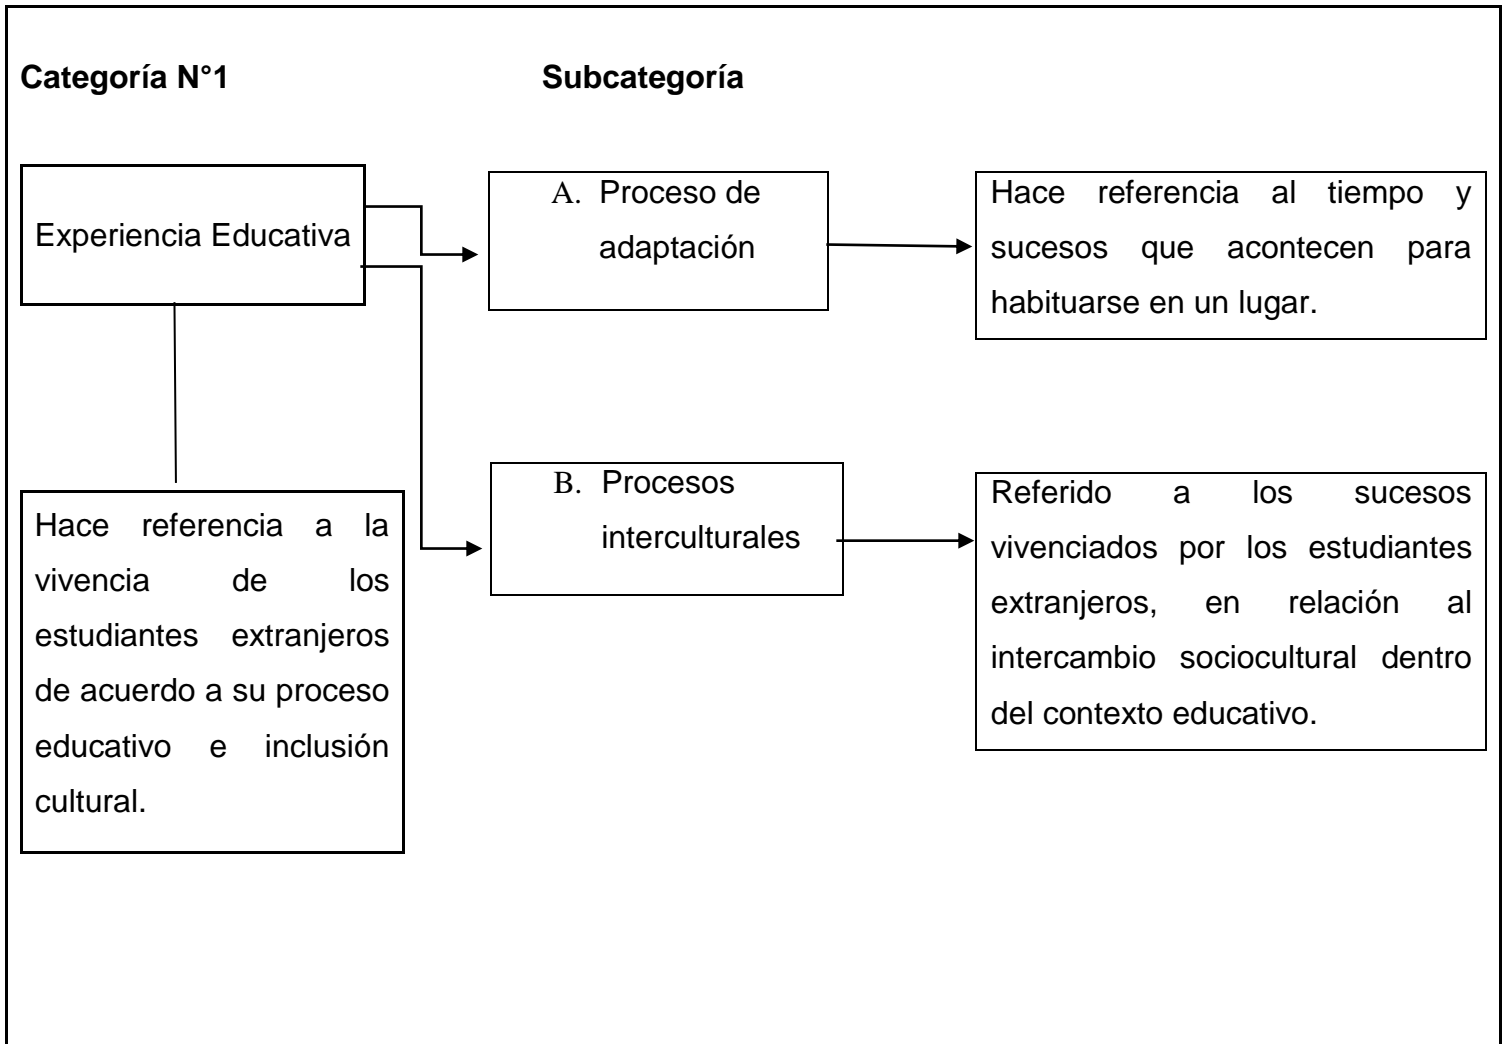 Categoría N°1
Subcategoría
Experiencia Educativa
Hace referencia a la
vivencia de los
estudiantes extranjeros
de acuerdo a su proceso
educativo e inclusión
cultural.
A. Proceso de
adaptación
Hace referencia al tiempo y
sucesos que acontecen para
habituarse en un lugar.
B. Procesos
interculturales
Referido a los sucesos
vivenciados por los estudiantes
extranjeros, en relación al
intercambio sociocultural dentro
del contexto educativo.